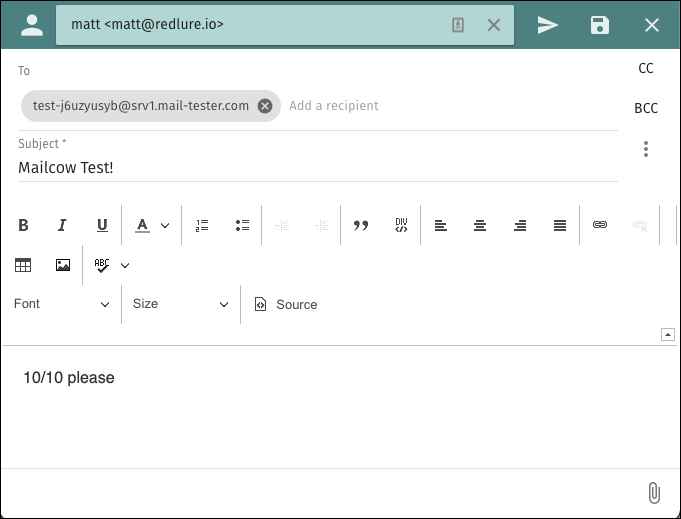 matt <matt@redlure.io>
To
CC
test-j6uzyusyb@srv1.mail-tester.com Add a recipient
BCC
Subject *
Mailcow Test!
B I U A DIV
ABC
Font Size Source
10/10 please